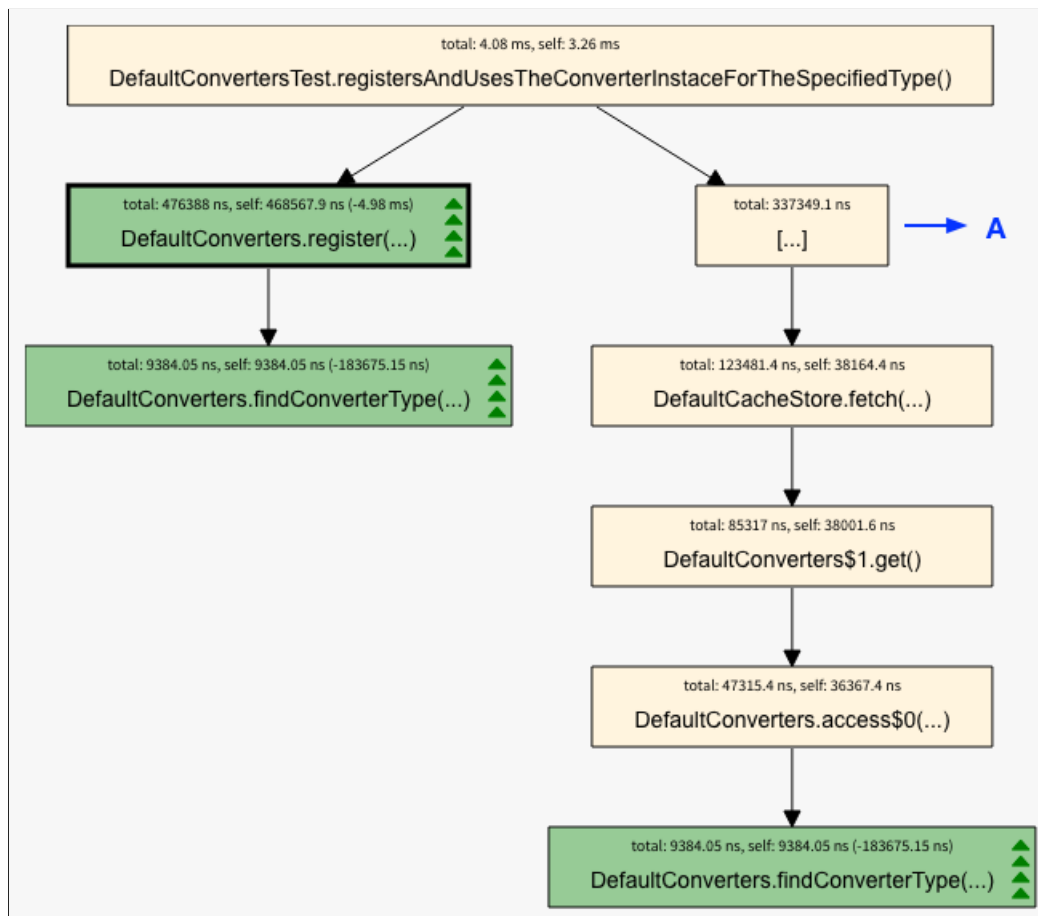 total: 4.08 ms, self: 3.26 ms
DefaultConvertersTest.registersAndUsesTheConverterInstaceForTheSpecifiedType()
total: 476388 ns, self: 468567.9 ns (-4.98 ms)
DefaultConverters.register(...)
total: 337349.1 ns
[...]
A
total: 9384.05 ns, self: 9384.05 ns (-183675.15 ns)
DefaultConverters.findConverterType(...)
total: 123481.4 ns, self: 38164.4 ns
DefaultCacheStore.fetch(...)
total: 85317 ns, self: 38001.6 ns
DefaultConverters$1.get()
total: 47315.4 ns, self: 36367.4 ns
DefaultConverters.access$0(...)
total: 9384.05 ns, self: 9384.05 ns (-183675.15 ns)
DefaultConverters.findConverterType(...)